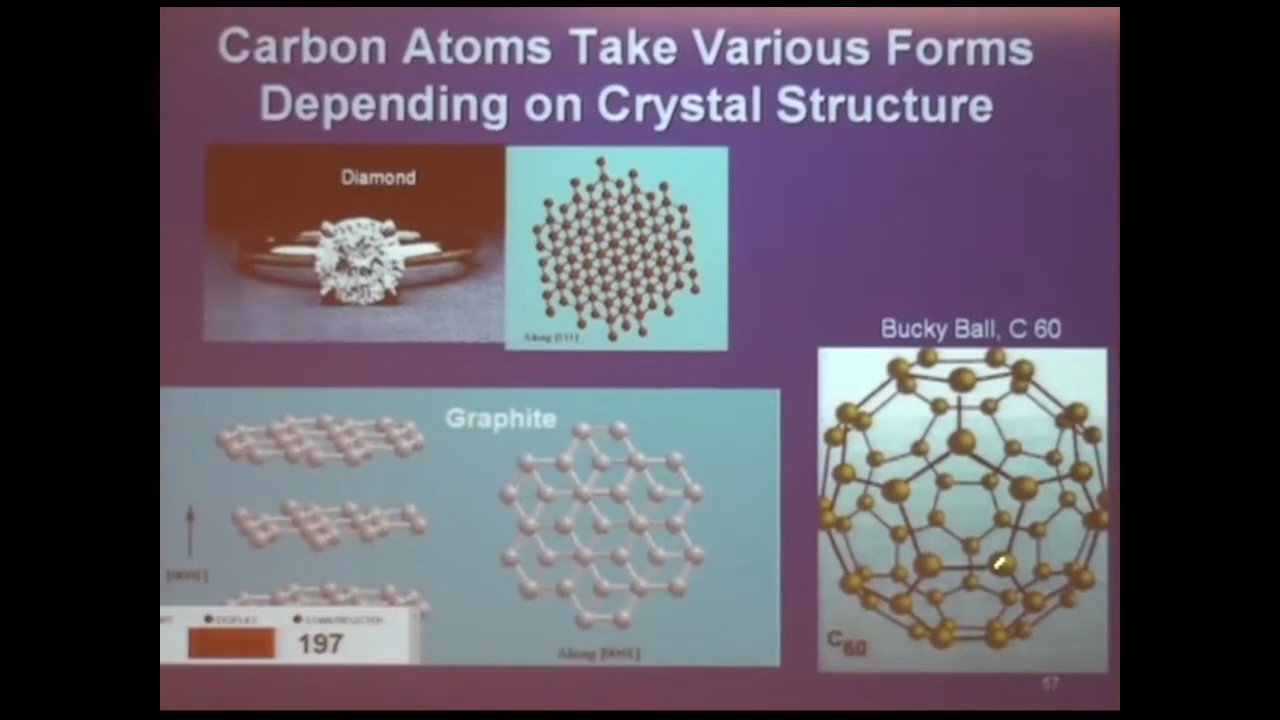 Carbon Atoms Take Various Forms
Depending on Crystal Structure
Diamond
Along [111]
Bucky Ball, C 60
Graphite
[0001]
DISPLAY
197
Along [0001]
C60
57